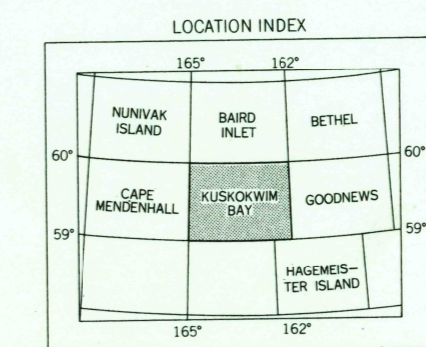 LOCATION INDEX
165° 162°
NUNIVAK
ISLAND
BAIRD
INLET
BETHEL
60° 60°
CAPE
MENDENHALL
KUSKOKWIM
BAY
GOODNEWS
59° 59°
HAGEMEIS-
TER ISLAND
165° 162°